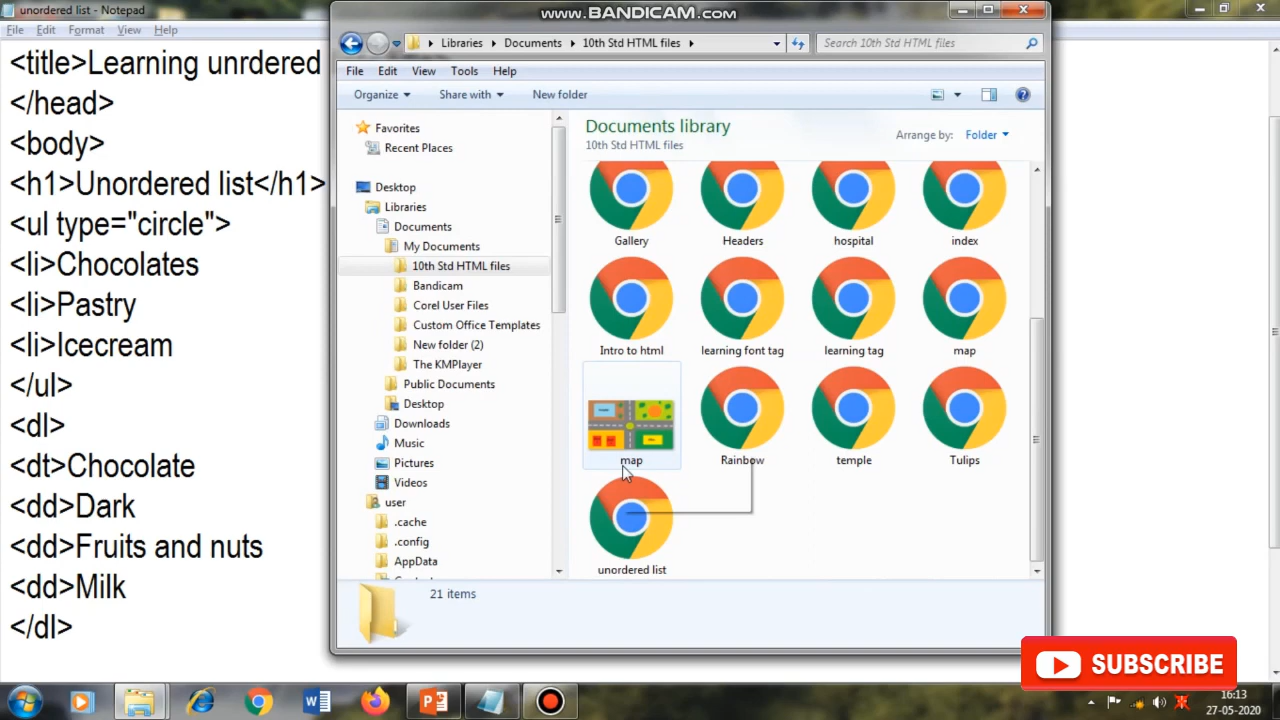 unordered list - Notepad
File Edit Format View Help
<title>Learning unrdered
</head>
<body>
<h1>Unordered list</h1>
<ul type="circle">
<li>Chocolates
<li>Pastry
<li>Icecream
</ul>
<dl>
<dt>Chocolate
<dd>Dark
<dd>Fruits and nuts
<dd>Milk
</dl>
www.BANDICAM.com
Libraries Documents 10th Std HTML files
Search 10th Std HTML files
File Edit View Tools Help
Organize Share with New folder
Favorites
Recent Places
Desktop
Libraries
Documents
My Documents
10th Std HTML files
Bandicam
Corel User Files
Custom Office Templates
New folder (2)
The KMPlayer
Public Documents
Desktop
Downloads
Music
Pictures
Videos
user
.cache
.config
AppData
Documents library
10th Std HTML files
Arrange by: Folder
Gallery Headers hospital index
Intro to html learning font tag learning tag map
map Rainbow temple Tulips
unordered list
21 items
SUBSCRIBE
16:13
27-05-2020